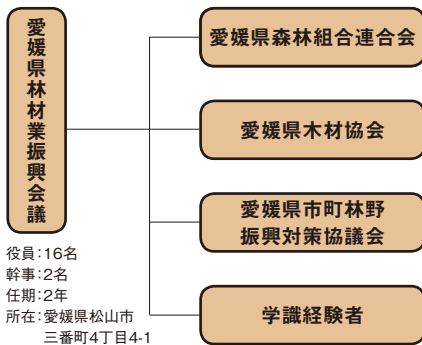 愛媛県林材業振興会議
役員：16名
幹事：2名
任期：2年
所在：愛媛県松山市
三番町4丁目4-1
愛媛県森林組合連合会
愛媛県木材協会
愛媛県市町林野
振興対策協議会
学識経験者